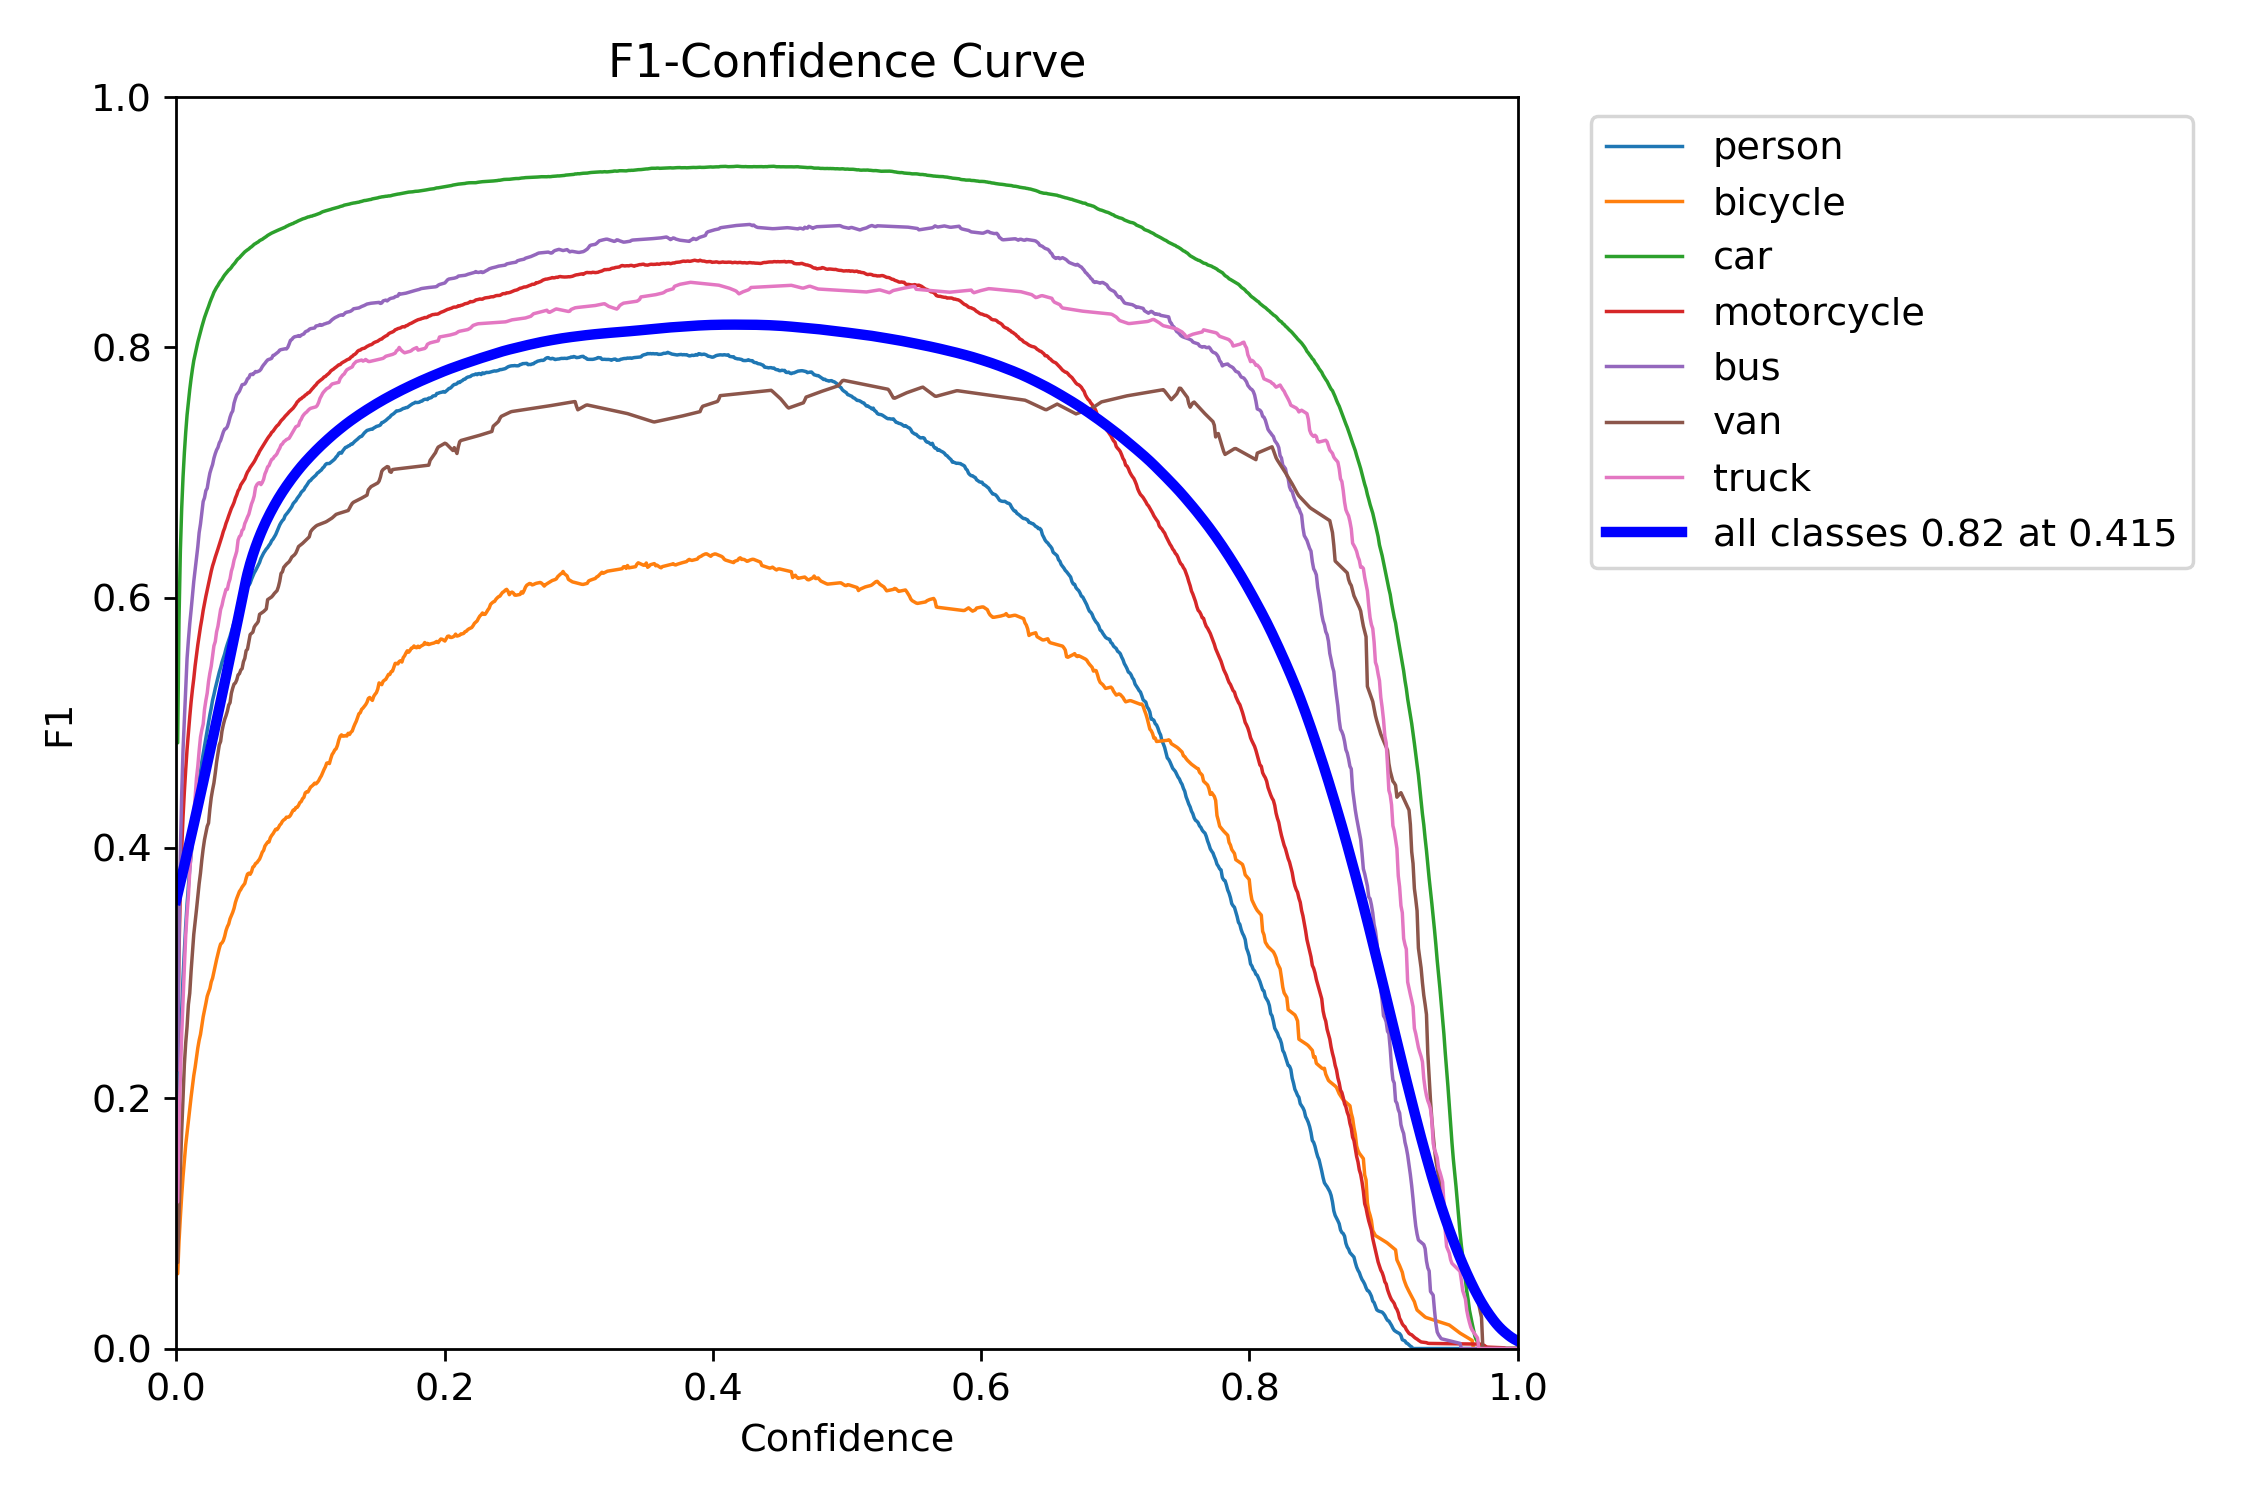 F1-Confidence Curve
1.0
0.8
0.6
0.4
0.2
0.0
F1
0.0 0.2 0.4 0.6 0.8 1.0
Confidence
person
bicycle
car
motorcycle
bus
van
truck
all classes 0.82 at 0.415